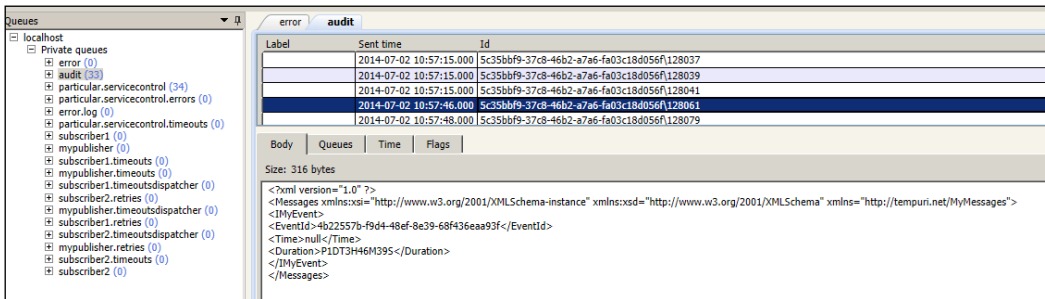 Queues
localhost
Private queues
error (0)
audit (33)
particular.servicecontrol (34)
particular.servicecontrol.errors (0)
error.log (0)
particular.servicecontrol.timeouts (0)
subscriber1 (0)
mypublisher (0)
subscriber1.timeouts (0)
mypublisher.timeouts (0)
subscriber1.timeoutsdispatcher (0)
subscriber2.retries (0)
mypublisher.timeoutsdispatcher (0)
subscriber1.retries (0)
subscriber2.timeoutsdispatcher (0)
mypublisher.retries (0)
subscriber2.timeouts (0)
subscriber2 (0)
error audit
Label Sent time Id
2014-07-02 10:57:15.000 5c35bbf9-37c8-46b2-a7a6-fa03c18d056f\128037
2014-07-02 10:57:15.000 5c35bbf9-37c8-46b2-a7a6-fa03c18d056f\128039
2014-07-02 10:57:15.000 5c35bbf9-37c8-46b2-a7a6-fa03c18d056f\128041
2014-07-02 10:57:46.000 5c35bbf9-37c8-46b2-a7a6-fa03c18d056f\128061
2014-07-02 10:57:48.000 5c35bbf9-37c8-46b2-a7a6-fa03c18d056f\128079
Body Queues Time Flags
Size: 316 bytes
<?xml version="1.0" ?>
<Messages xmlns:xsi="http://www.w3.org/2001/XMLSchema-instance" xmlns:xsd="http://www.w3.org/2001/XMLSchema" xmlns="http://tempuri.net/MyMessages">
<IMyEvent>
<EventId>4b22557b-f9d4-48ef-8e39-68f436eaa93f</EventId>
<Time>null</Time>
<Duration>P1DT3H46M39S</Duration>
</IMyEvent>
</Messages>